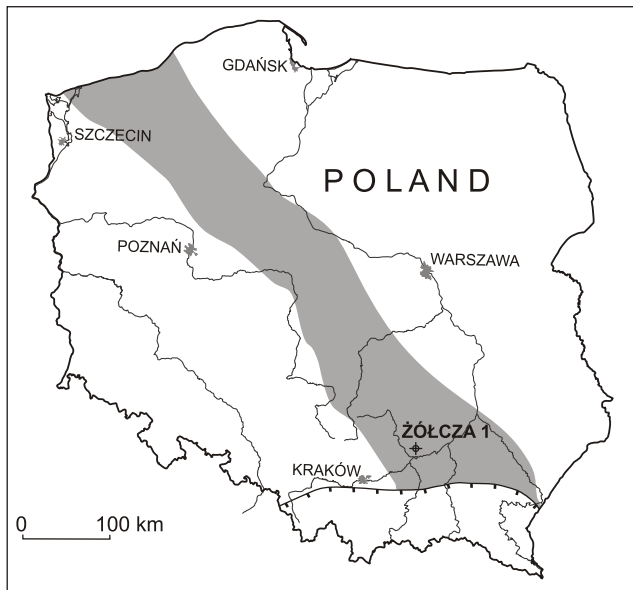 GDAŃSK
SZCZECIN
POLAND
POZNAŃ
WARSZAWA
ŻÓŁCZA 1
KRAKÓW
0 100 km